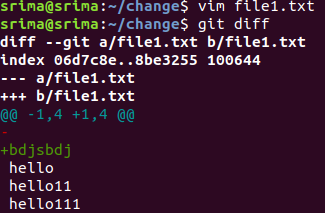 srima@srima:~/change$ vim file1.txt
srima@srima:~/change$ git diff
diff --git a/file1.txt b/file1.txt
index 06d7c8e..8be3255 100644
--- a/file1.txt
+++ b/file1.txt
@@ -1,4 +1,4 @@
-
+bdjsbdj
 hello
 hello11
 hello111